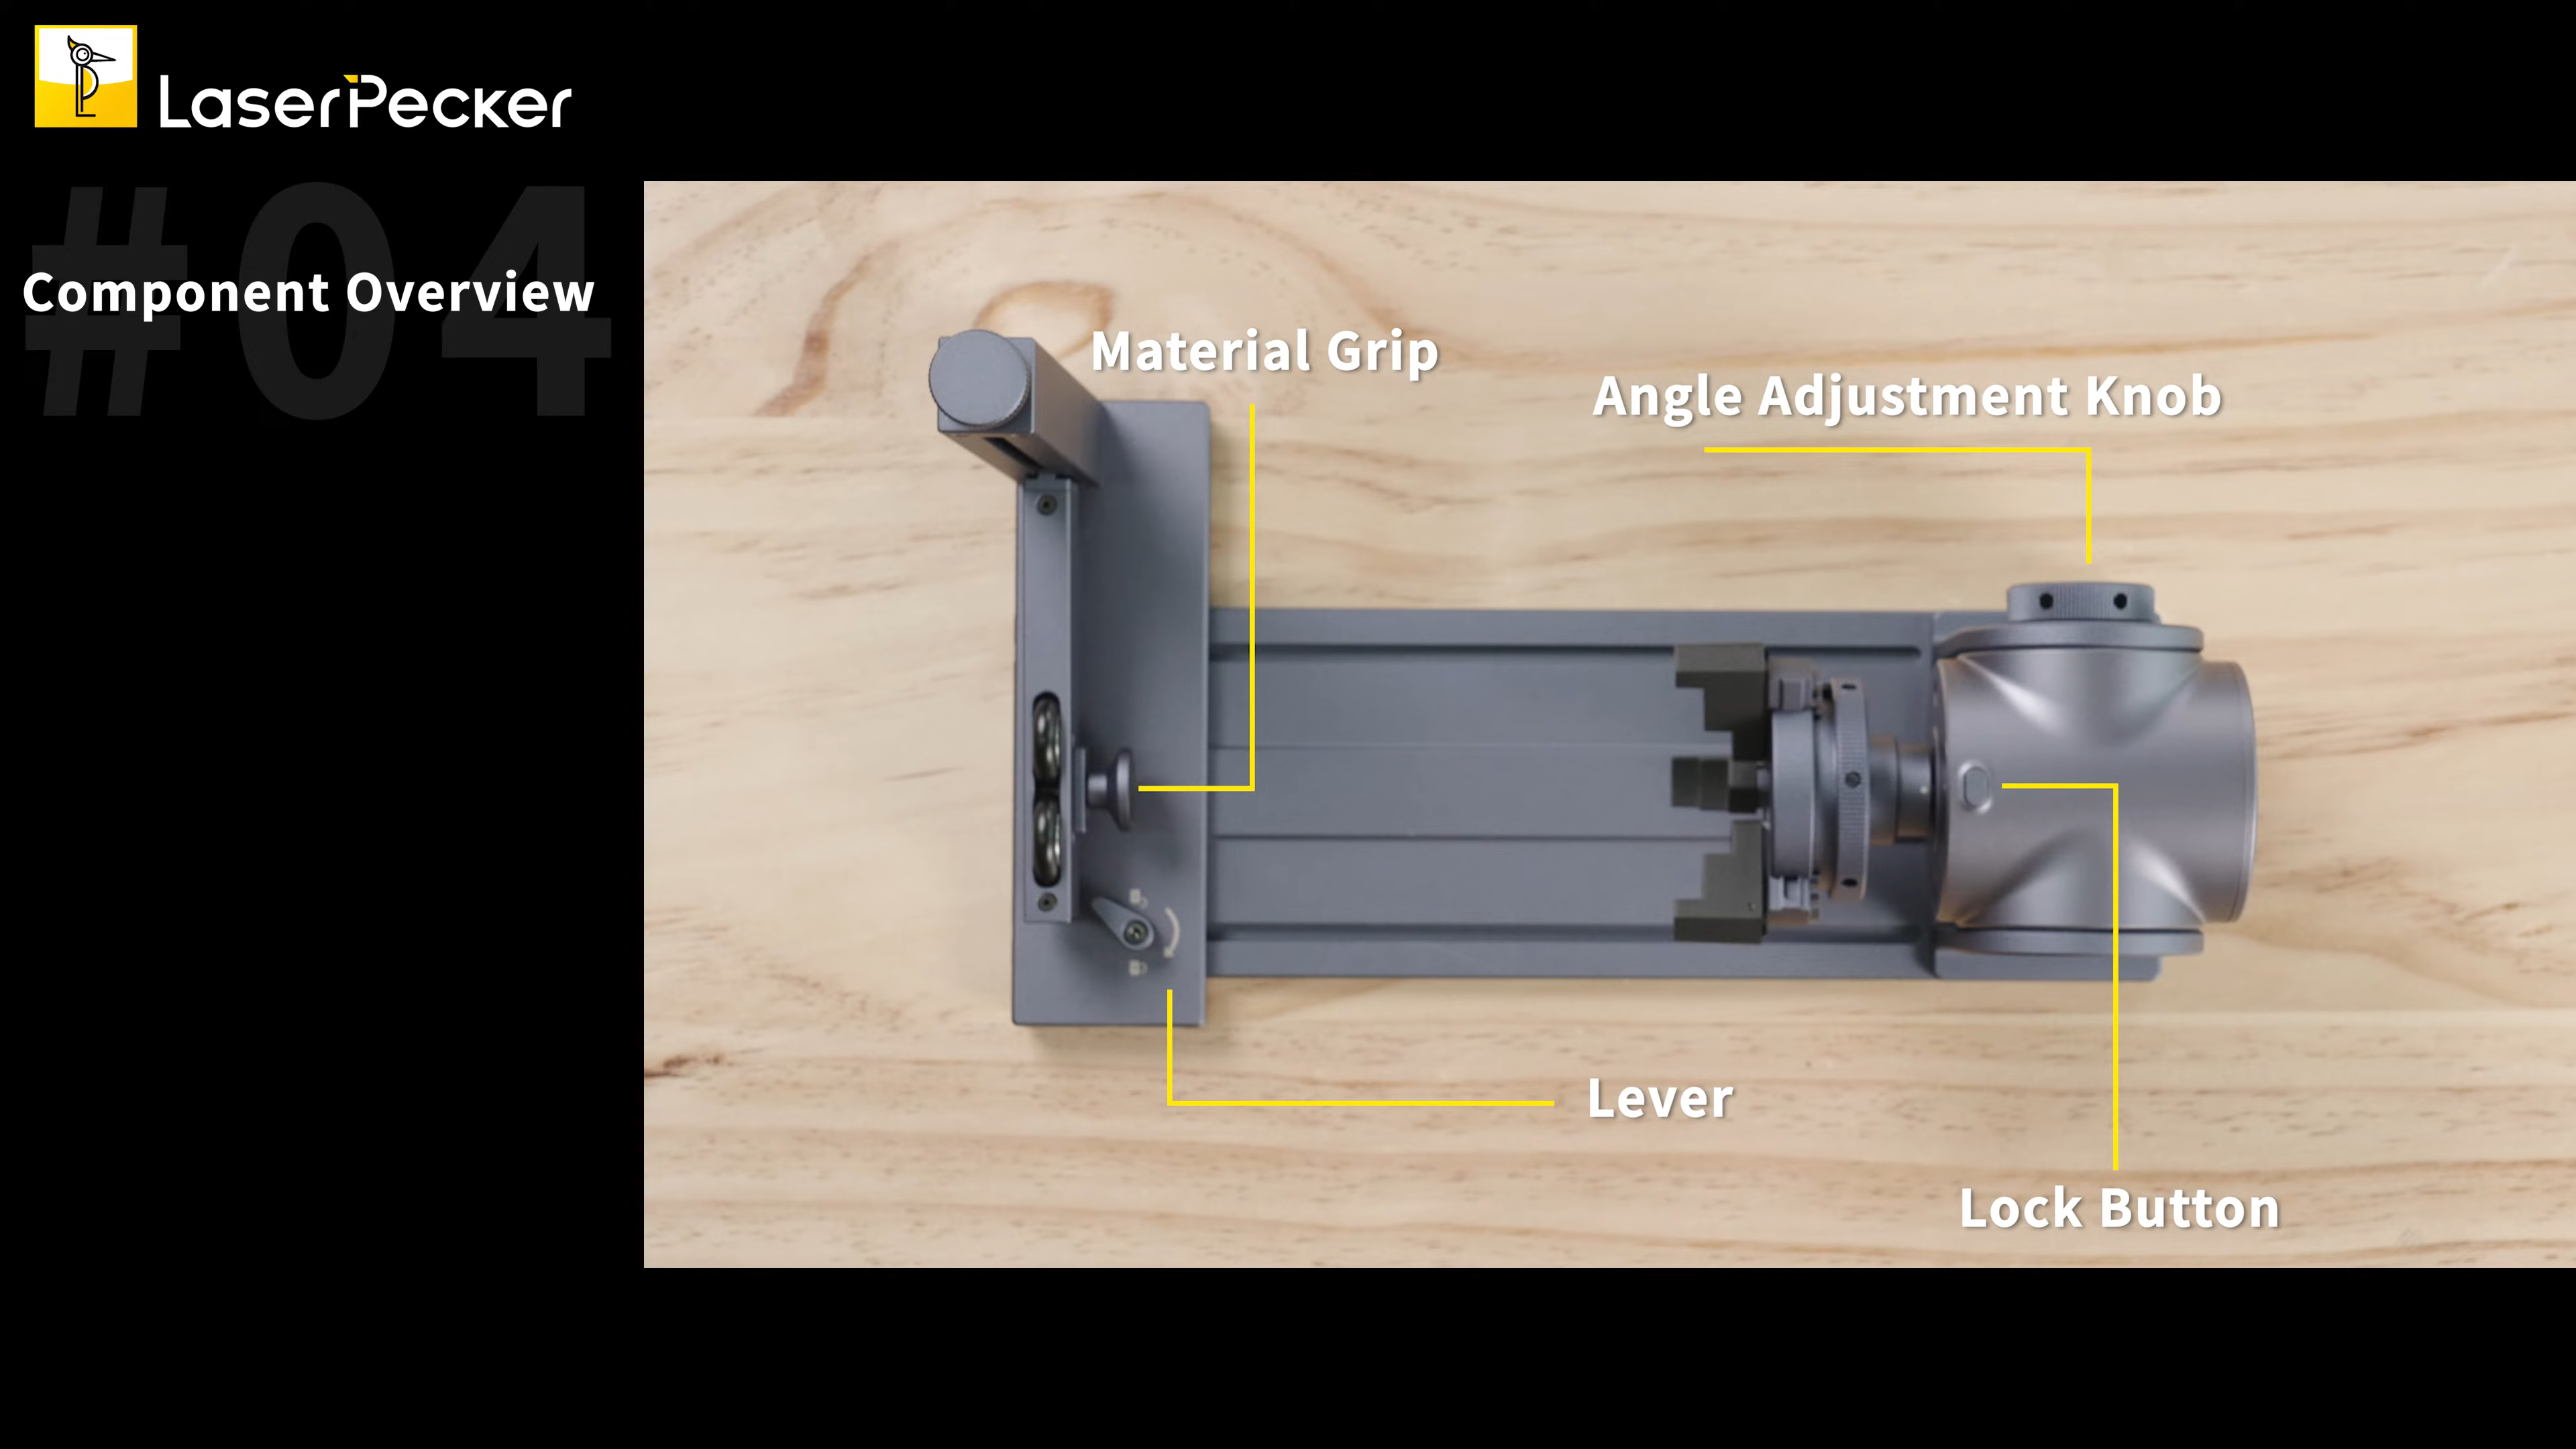 LaserPecker
#04
Component Overview
Material Grip
Angle Adjustment Knob
Lever
Lock Button